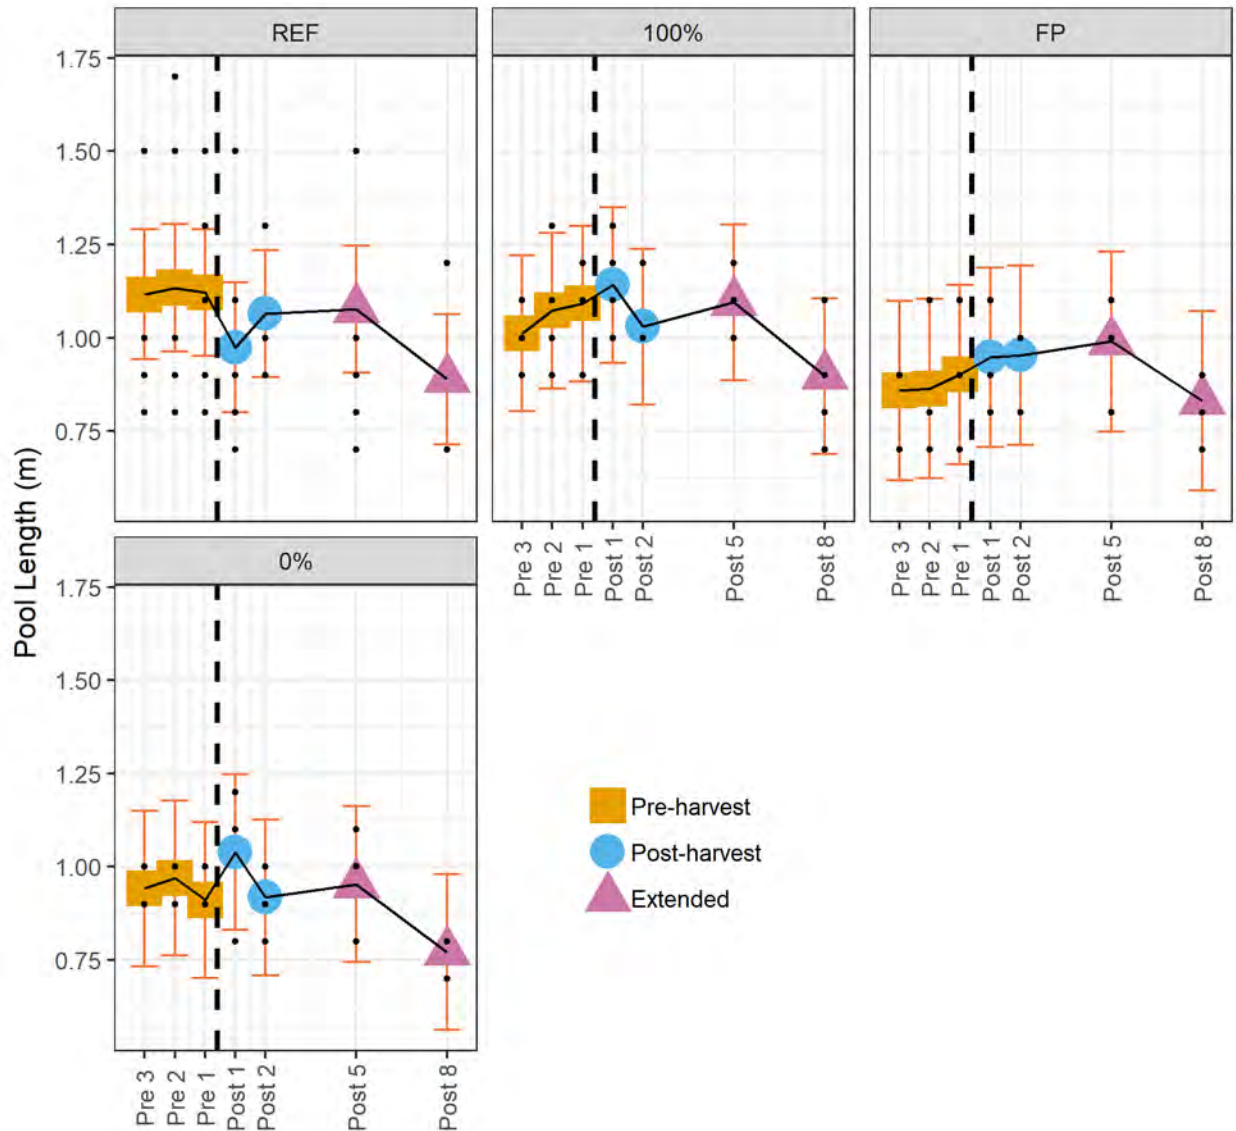 REF
100%
FP
1.75
1.50
1.25
1.00
0.75
Pool Length (m)
Pre 3
Pre 2
Pre 1
Post 1
Post 2
Post 5
Post 8
Pre 3
Pre 2
Pre 1
Post 1
Post 2
Post 5
Post 8
0%
1.75
1.50
1.25
1.00
0.75
Pre 3
Pre 2
Pre 1
Post 1
Post 2
Post 5
Post 8
Pre-harvest
Post-harvest
Extended